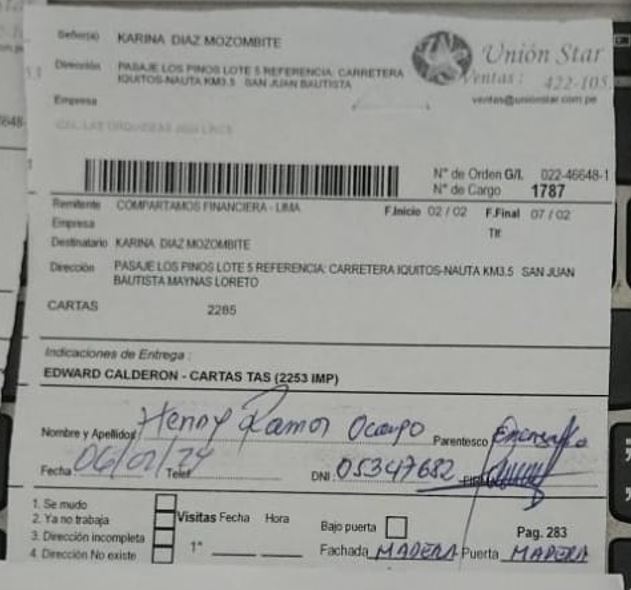 Señor(a) KARINA DIAZ MOZOMBITE
Dirección PASAJE LOS PINOS LOTE 5 REFERENCIA: CARRETERA
IQUITOS-NAUTA KM3.5 SAN JUAN BAUTISTA
Empresa
Unión Star
Ventas : 422-105
ventas@unionstar.com.pe
N° de Orden G/I. 022-46648-1
N° de Cargo 1787
Remitente COMPARTAMOS FINANCIERA - LIMA F.Inicio 02 / 02 F.Final 07 / 02
Empresa Tlf
Destinatario KARINA DIAZ MOZOMBITE
Dirección PASAJE LOS PINOS LOTE 5 REFERENCIA: CARRETERA IQUITOS-NAUTA KM3.5 SAN JUAN
BAUTISTA MAYNAS LORETO
CARTAS 2285
Indicaciones de Entrega :
EDWARD CALDERON - CARTAS TAS (2253 IMP)
Nombre y Apellidos Henny Ramos Ocampo Parentesco
Fecha: 06/02/24 Telef. DNI: 05347682
1. Se mudo
2. Ya no trabaja
3. Dirección incompleta
4. Dirección No existe
Visitas Fecha Hora
1°
Bajo puerta Pag. 283
Fachada MADERA Puerta MADERA